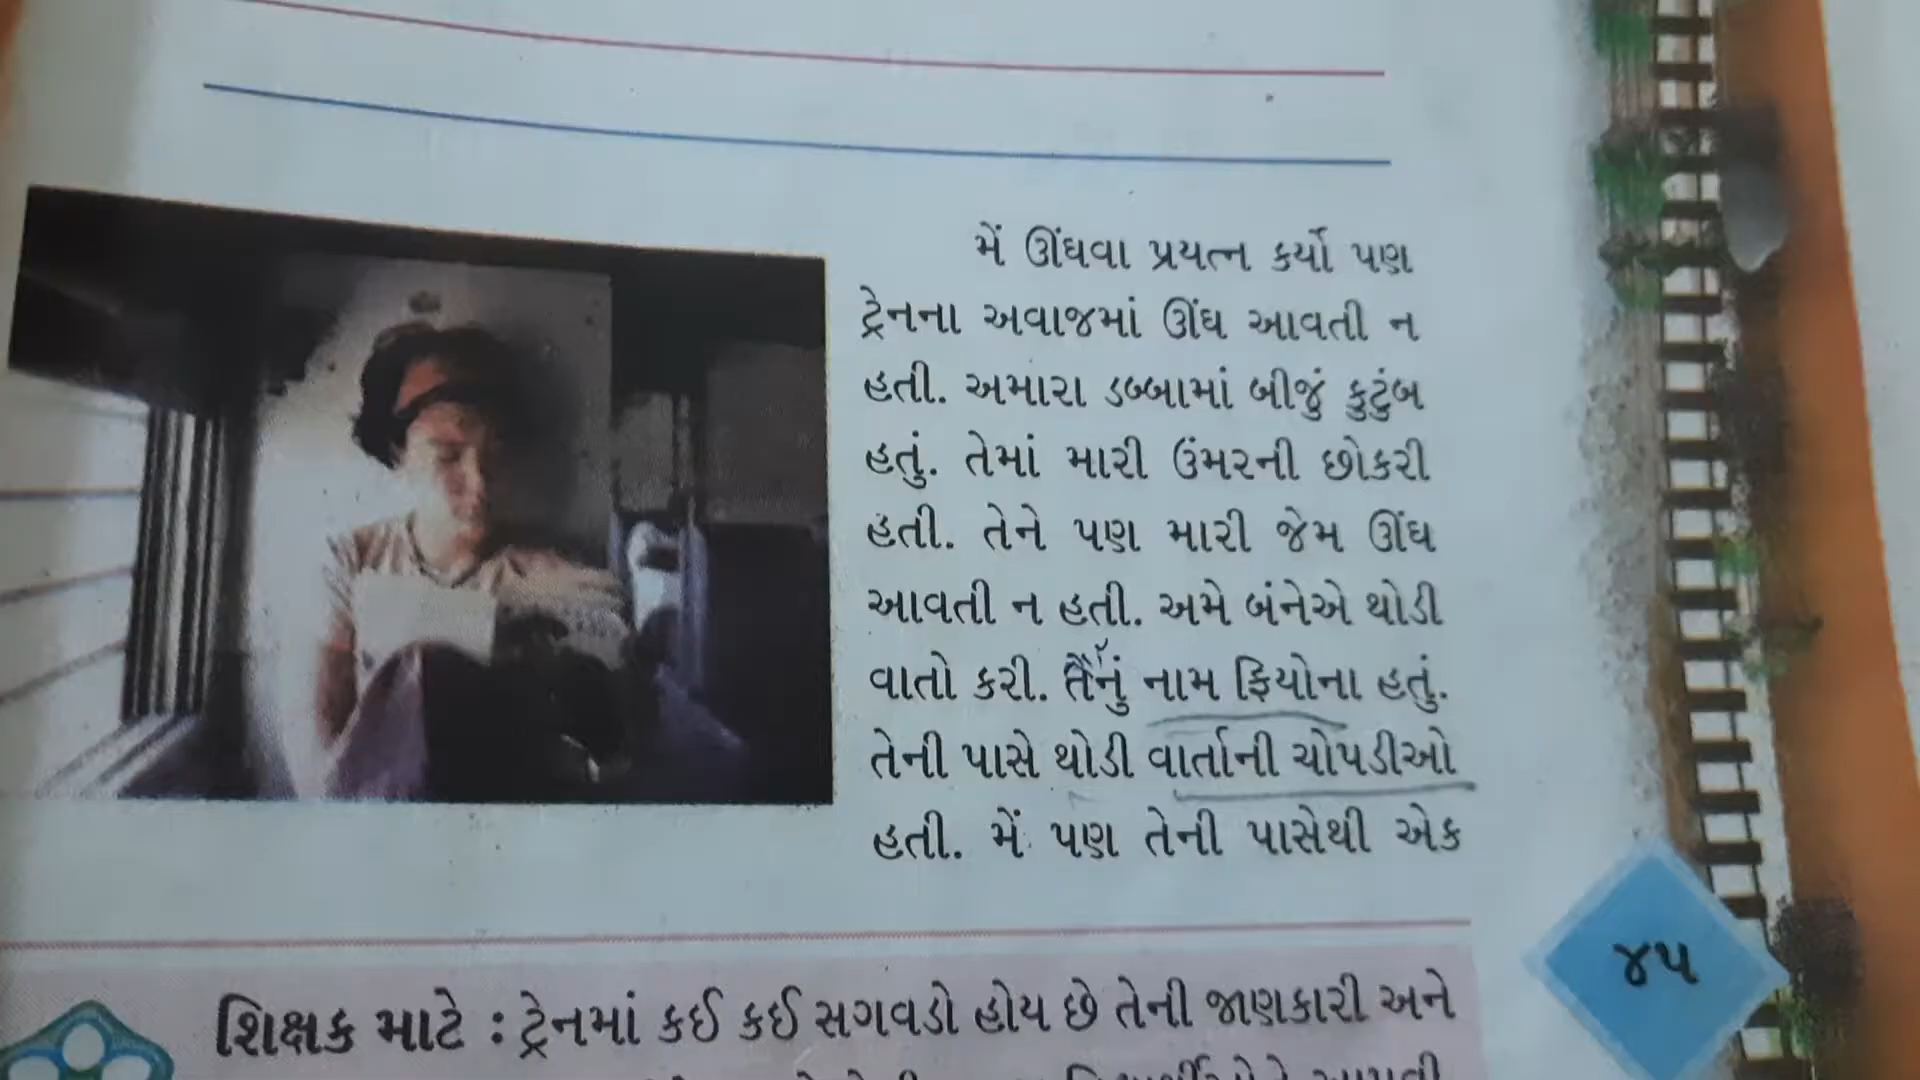 મેં ઊંઘવા પ્રયત્ન કર્યો પણ
ટ્રેનના અવાજમાં ઊંઘ આવતી ન
હતી. અમારા ડબ્બામાં બીજું કુટુંબ
હતું. તેમાં મારી ઉંમરની છોકરી
હતી. તેને પણ મારી જેમ ઊંઘ
આવતી ન હતી. અમે બંનેએ થોડી
વાતો કરી. તેનું નામ ફિયોના હતું.
તેની પાસે થોડી વાર્તાની ચોપડીઓ
હતી. મેં પણ તેની પાસેથી એક
૪૫
શિક્ષક માટે : ટ્રેનમાં કઈ કઈ સગવડો હોય છે તેની જાણકારી અને